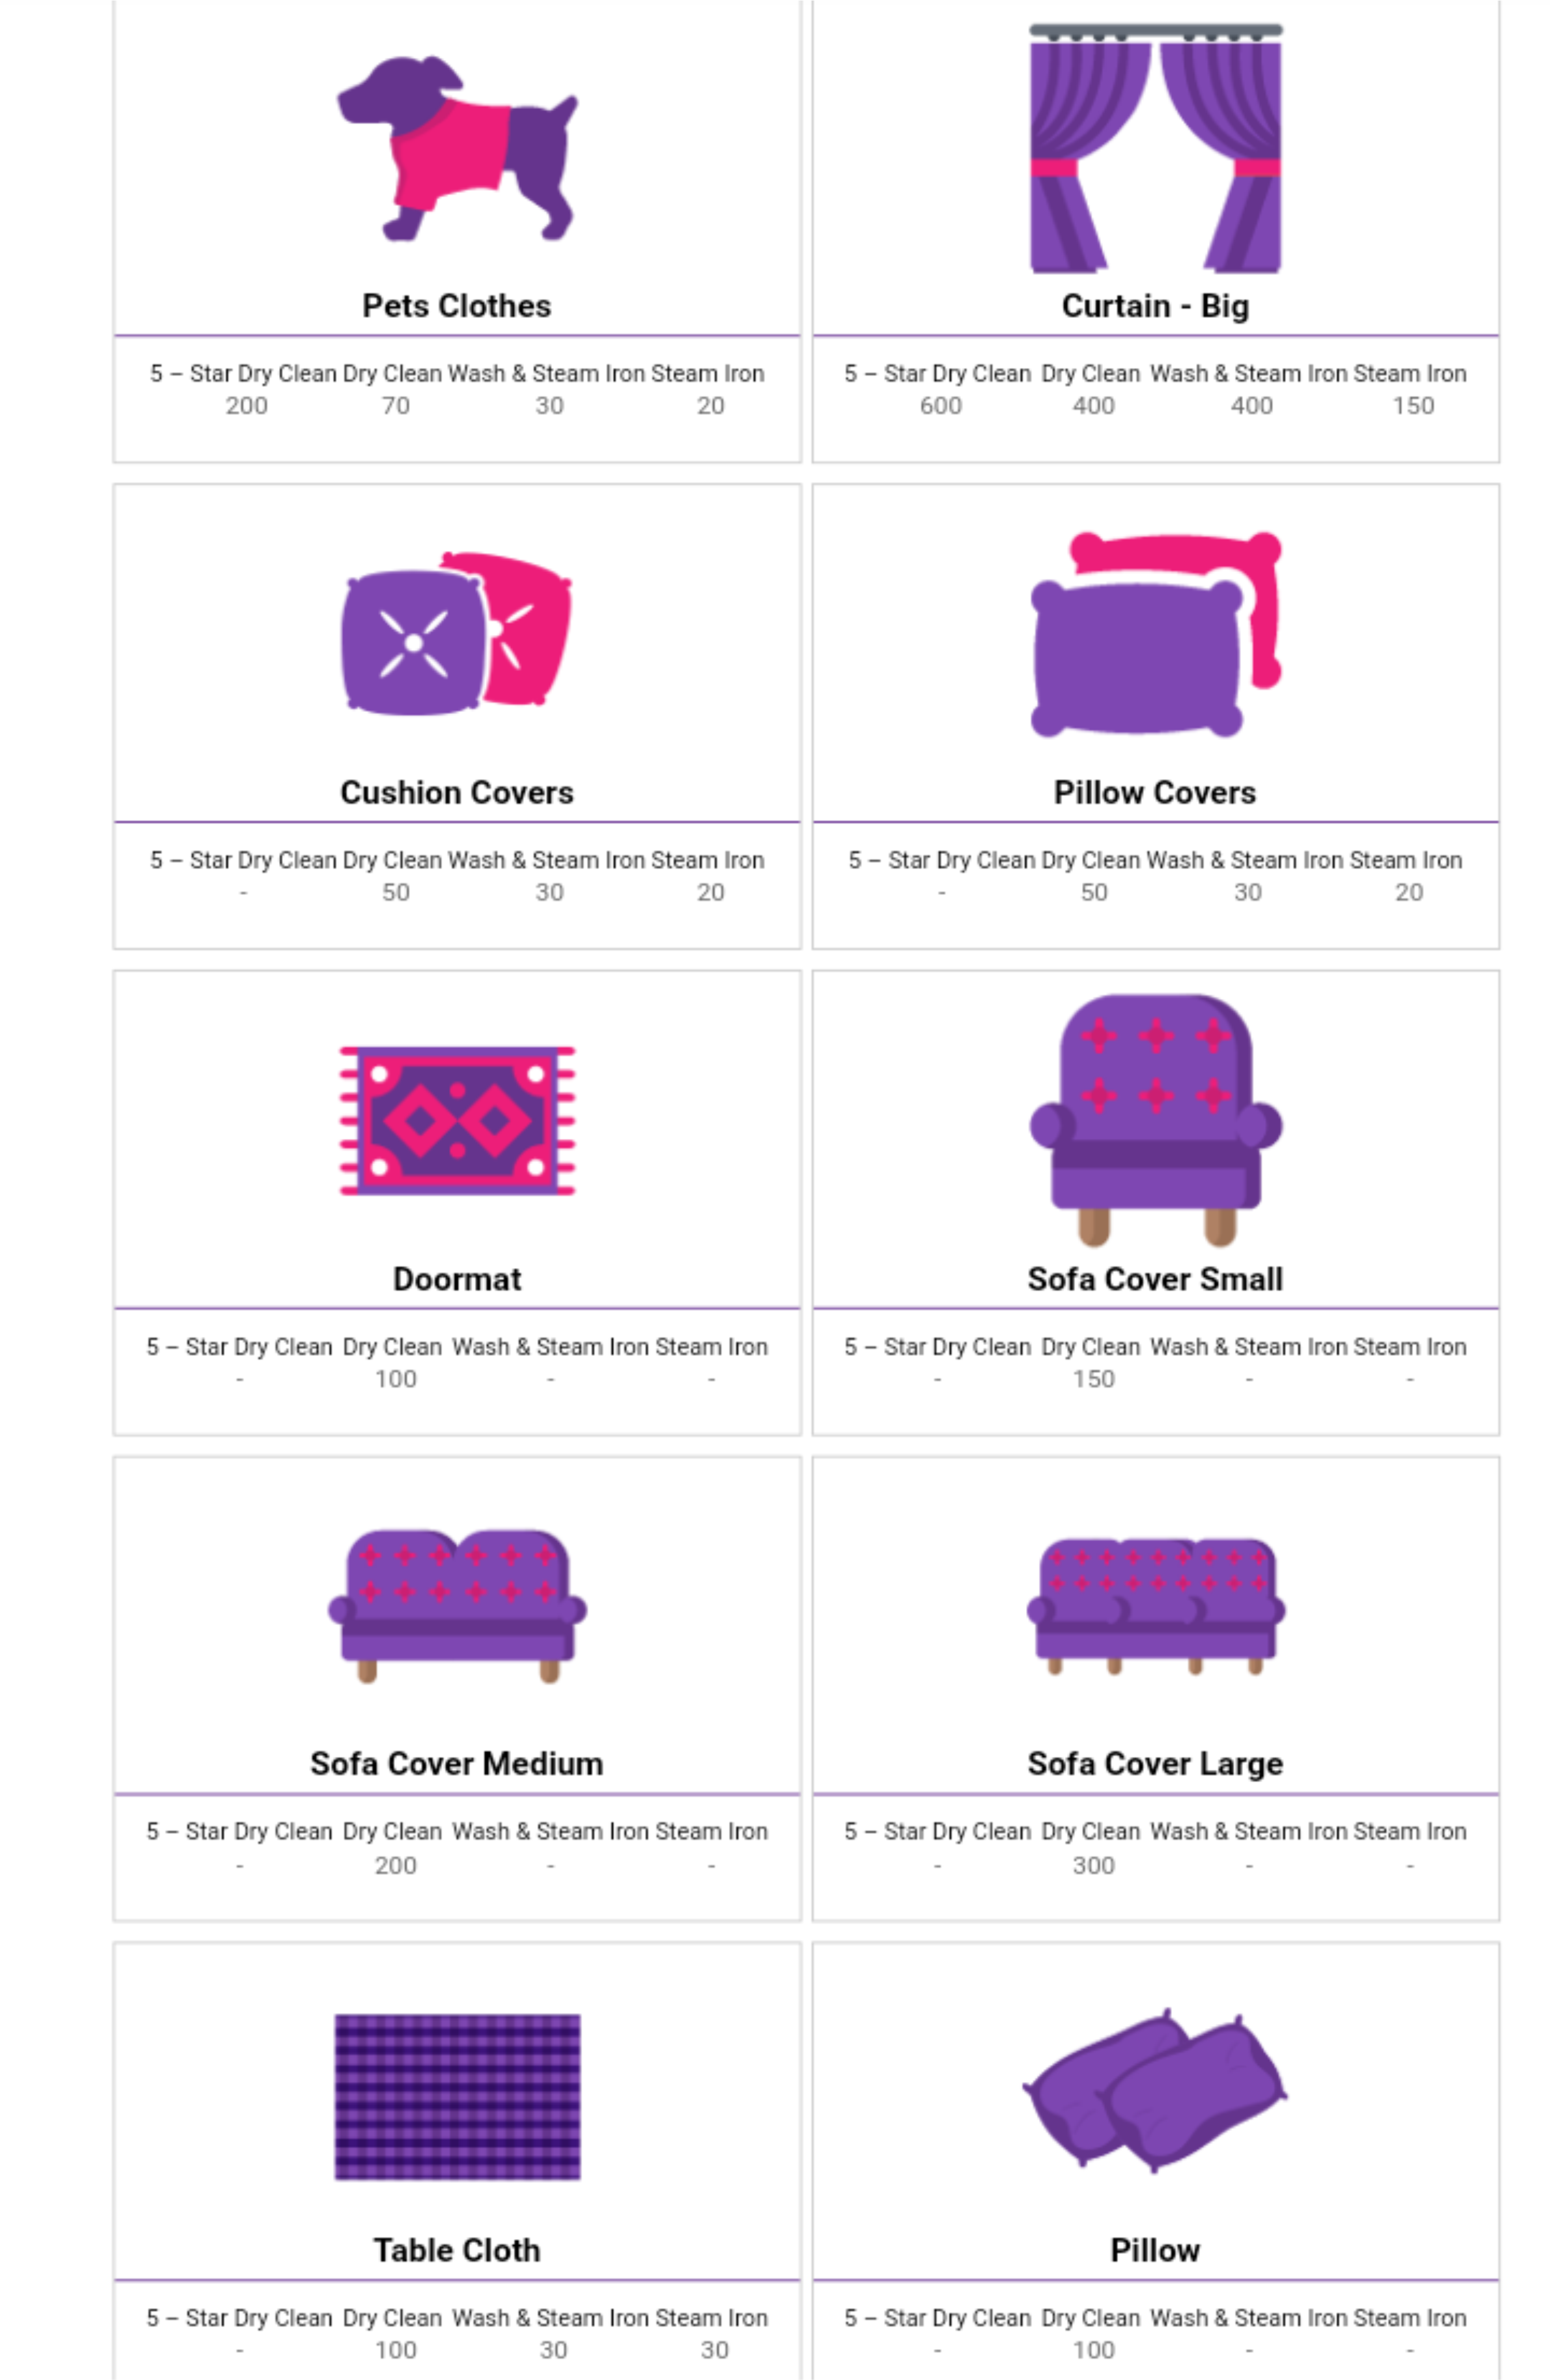 Pets Clothes
5 – Star Dry Clean Dry Clean Wash & Steam Iron Steam Iron
200 70 30 20
Curtain - Big
5 – Star Dry Clean Dry Clean Wash & Steam Iron Steam Iron
600 400 400 150
Cushion Covers
5 – Star Dry Clean Dry Clean Wash & Steam Iron Steam Iron
- 50 30 20
Pillow Covers
5 – Star Dry Clean Dry Clean Wash & Steam Iron Steam Iron
- 50 30 20
Doormat
5 – Star Dry Clean Dry Clean Wash & Steam Iron Steam Iron
- 100 - -
Sofa Cover Small
5 – Star Dry Clean Dry Clean Wash & Steam Iron Steam Iron
- 150 - -
Sofa Cover Medium
5 – Star Dry Clean Dry Clean Wash & Steam Iron Steam Iron
- 200 - -
Sofa Cover Large
5 – Star Dry Clean Dry Clean Wash & Steam Iron Steam Iron
- 300 - -
Table Cloth
5 – Star Dry Clean Dry Clean Wash & Steam Iron Steam Iron
- 100 30 30
Pillow
5 – Star Dry Clean Dry Clean Wash & Steam Iron Steam Iron
- 100 - -